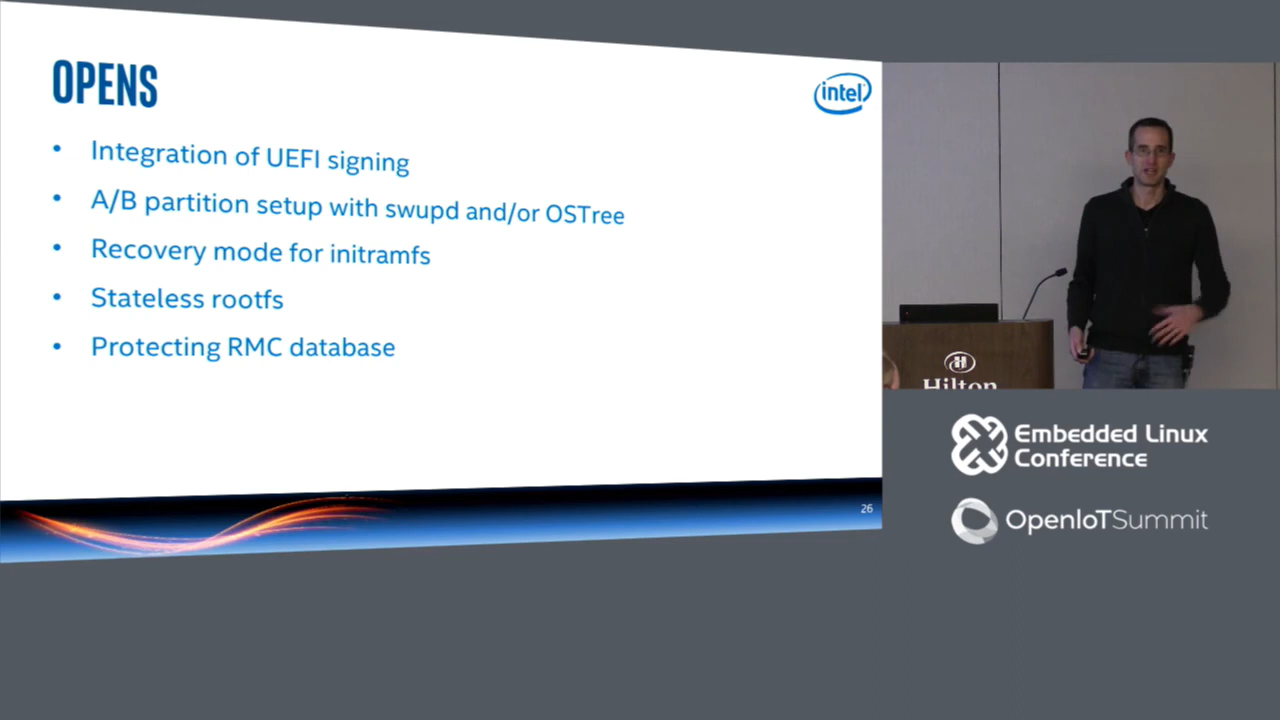 OPENS
intel
• Integration of UEFI signing
• A/B partition setup with swupd and/or OSTree
• Recovery mode for initramfs
• Stateless rootfs
• Protecting RMC database
26
H
Hilton
Embedded Linux
Conference
OpenIoTSummit